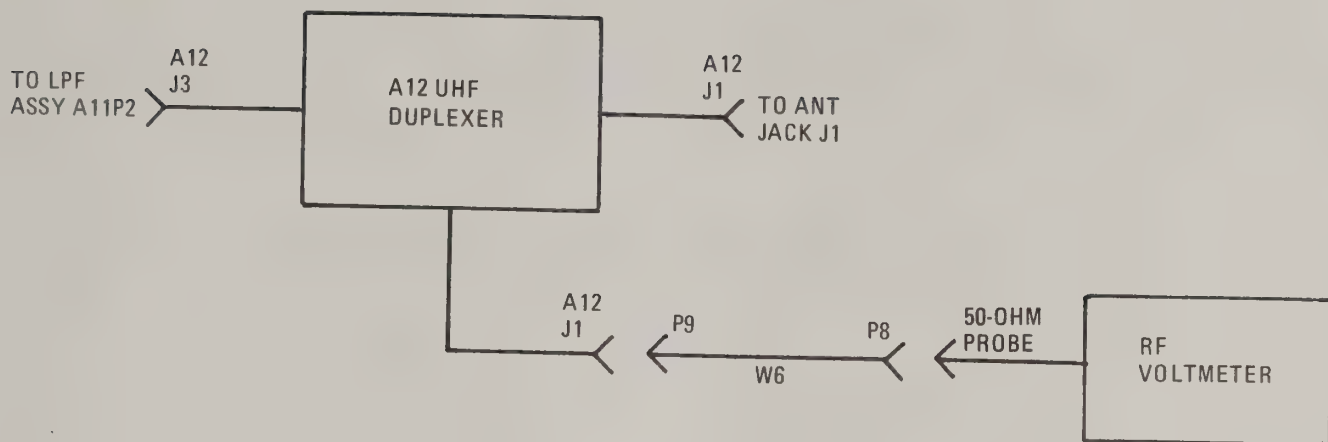 TO LPF
ASSY A11P2
A12
J3
A12 UHF
DUPLEXER
A12
J1
TO ANT
JACK J1
A12
J1
P9
W6
P8
50-OHM
PROBE
RF
VOLTMETER